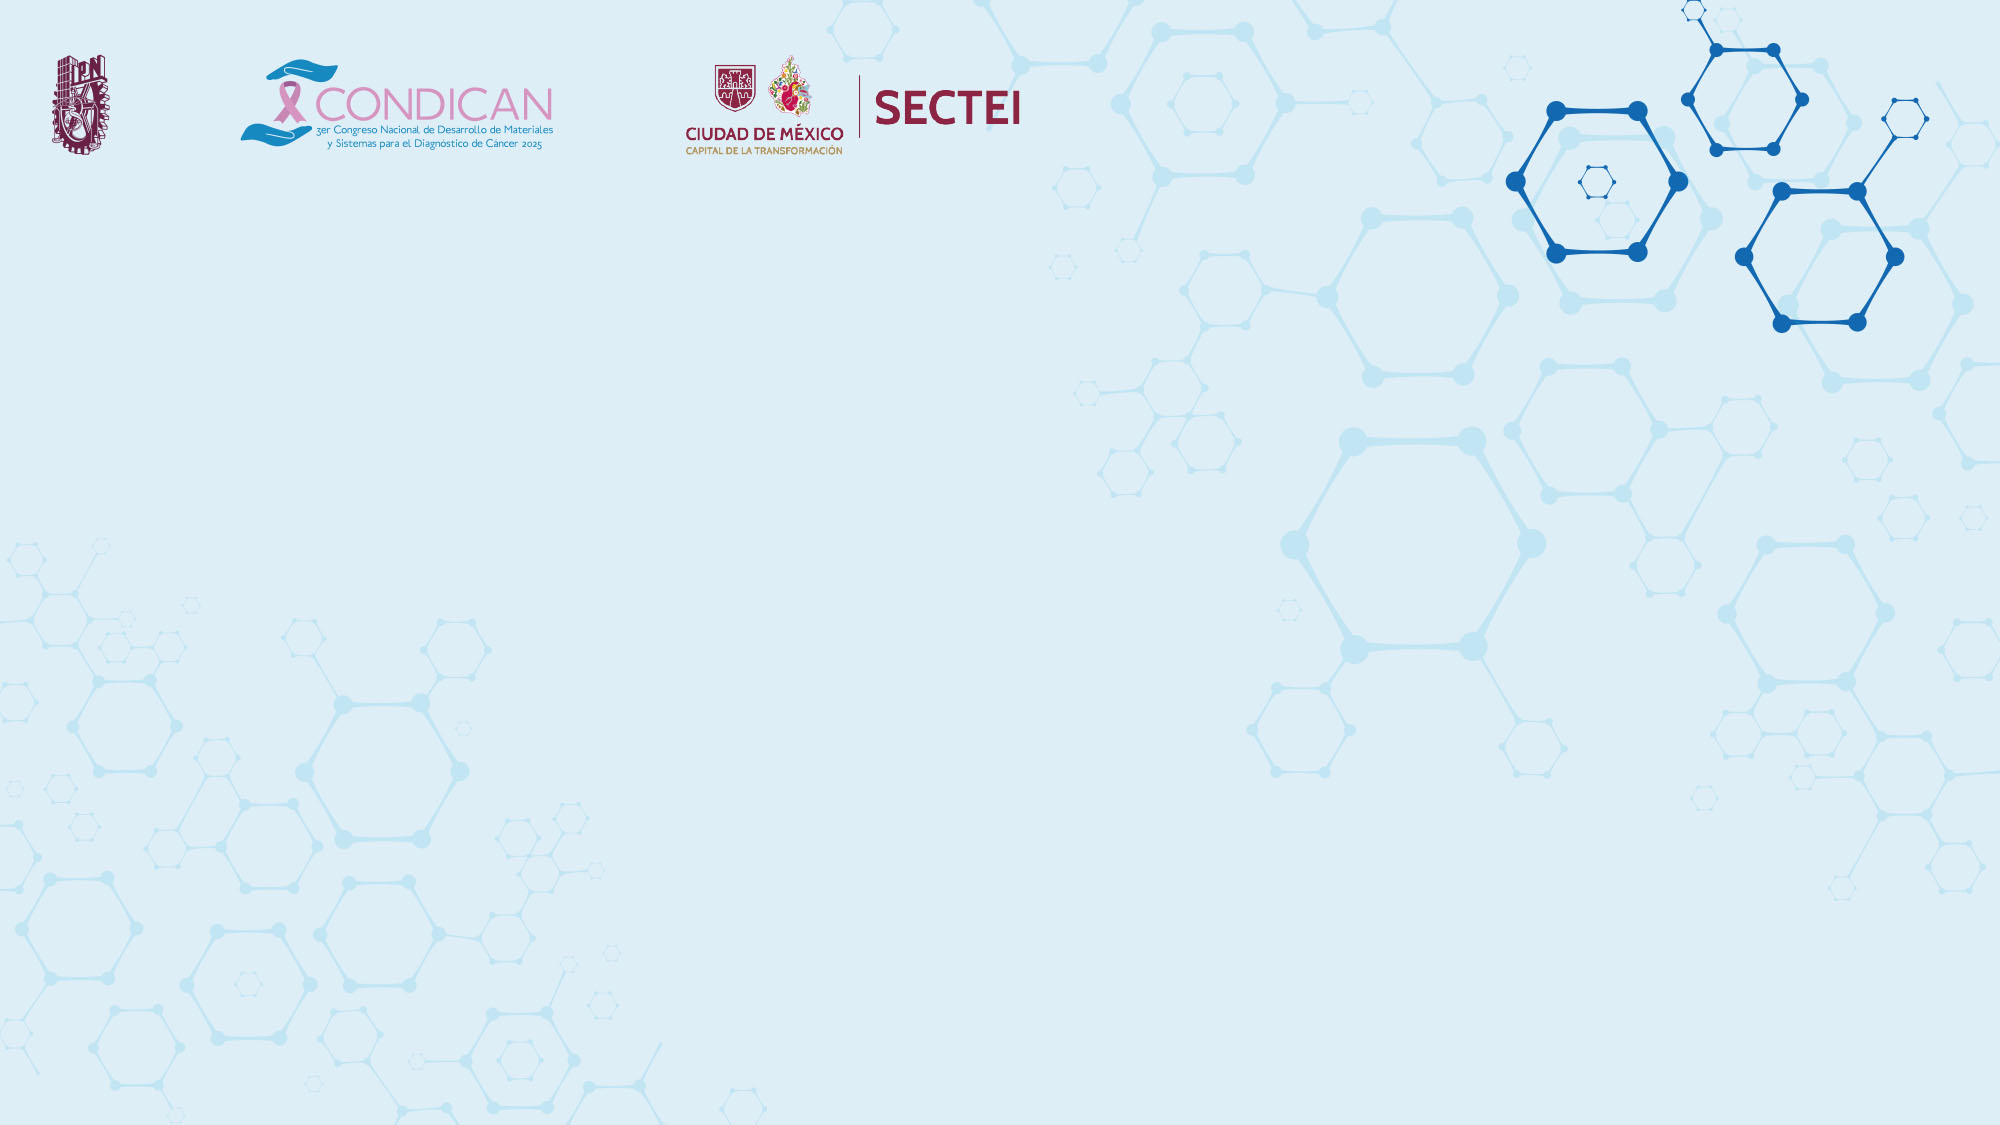 IPN
CONDICAN
3er Congreso Nacional de Desarrollo de Materiales
y Sistemas para el Diagnóstico de Cáncer 2025
CIUDAD DE MÉXICO
CAPITAL DE LA TRANSFORMACIÓN
SECTEI